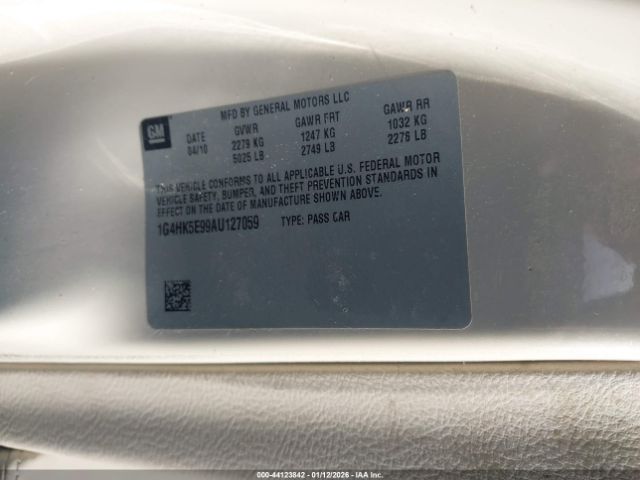 GM
MFD BY GENERAL MOTORS LLC
DATE GVWR GAWR FRT GAWR RR
04/10 2279 KG 1247 KG 1032 KG
5025 LB 2749 LB 2276 LB
THIS VEHICLE CONFORMS TO ALL APPLICABLE U.S. FEDERAL MOTOR
VEHICLE SAFETY, BUMPER, AND THEFT PREVENTION STANDARDS IN
EFFECT ON THE DATE OF MANUFACTURE SHOWN ABOVE.
1G4HK5E99AU127059 TYPE: PASS CAR
000-44123842 - 01/12/2026 - IAA Inc.